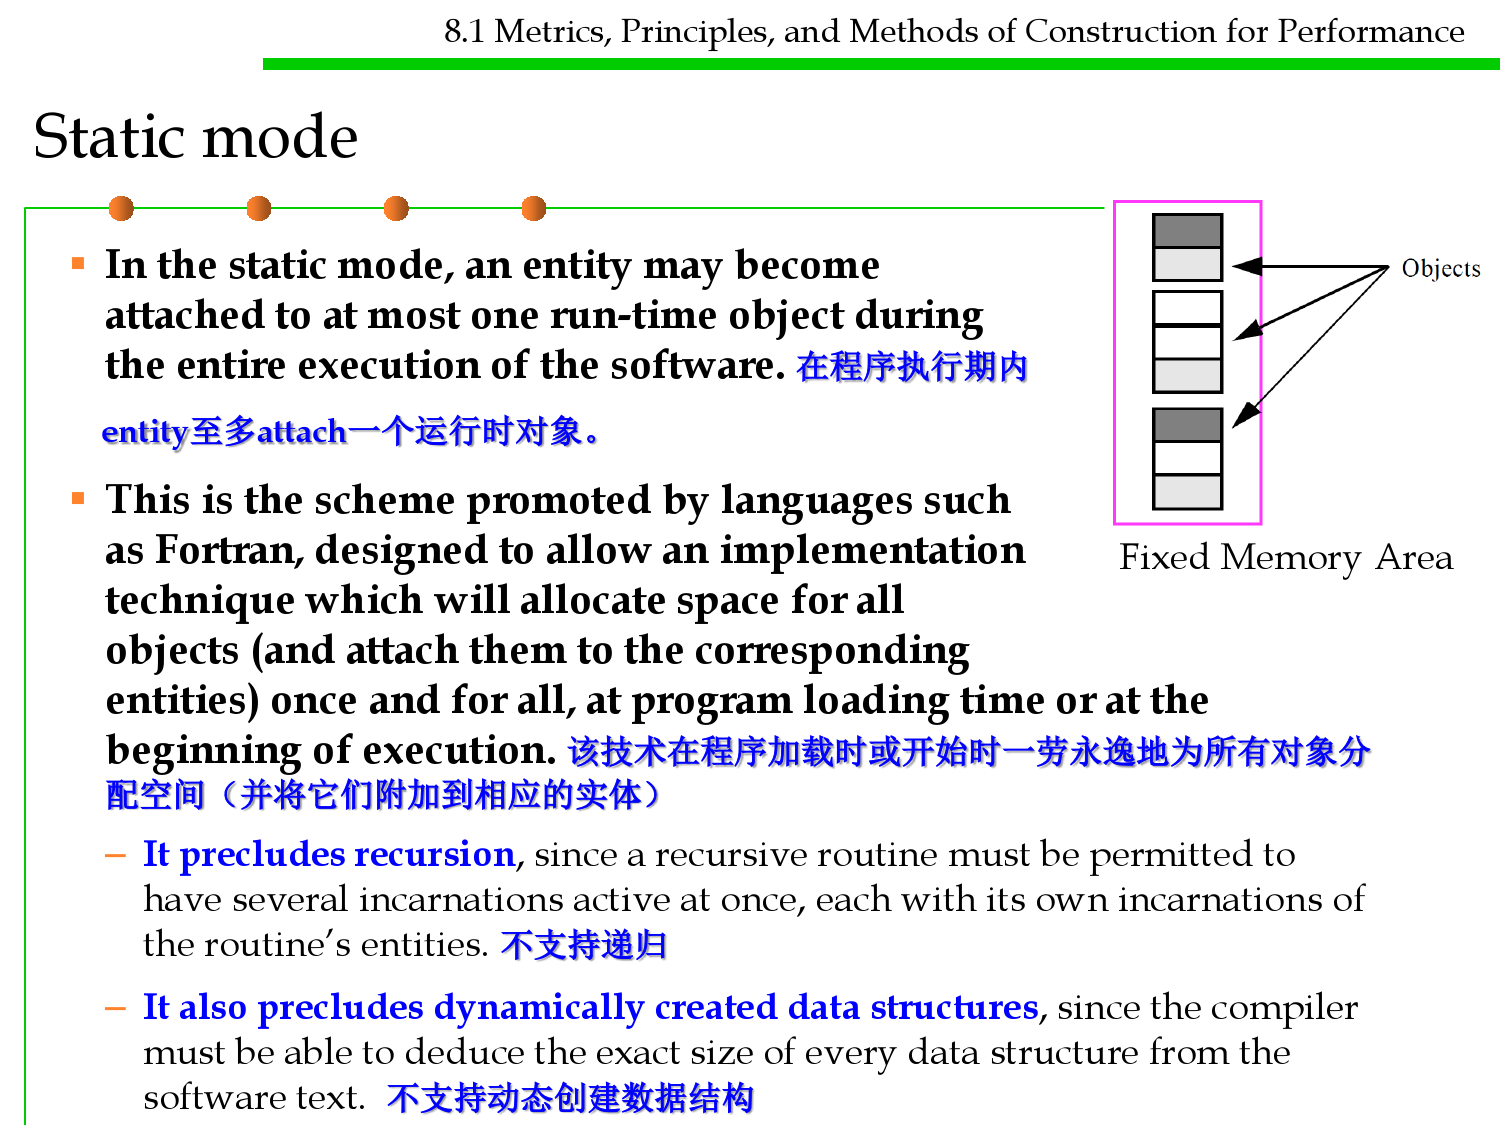 8.1 Metrics, Principles, and Methods of Construction for Performance
Static mode
In the static mode, an entity may become
attached to at most one run-time object during
the entire execution of the software. 在程序执行期内
entity至多attach一个运行时对象。
This is the scheme promoted by languages such
as Fortran, designed to allow an implementation
technique which will allocate space for all
objects (and attach them to the corresponding
entities) once and for all, at program loading time or at the
beginning of execution. 该技术在程序加载时或开始时一劳永逸地为所有对象分
配空间（并将它们附加到相应的实体）
– It precludes recursion, since a recursive routine must be permitted to
have several incarnations active at once, each with its own incarnations of
the routine’s entities. 不支持递归
– It also precludes dynamically created data structures, since the compiler
must be able to deduce the exact size of every data structure from the
software text. 不支持动态创建数据结构
Objects
Fixed Memory Area